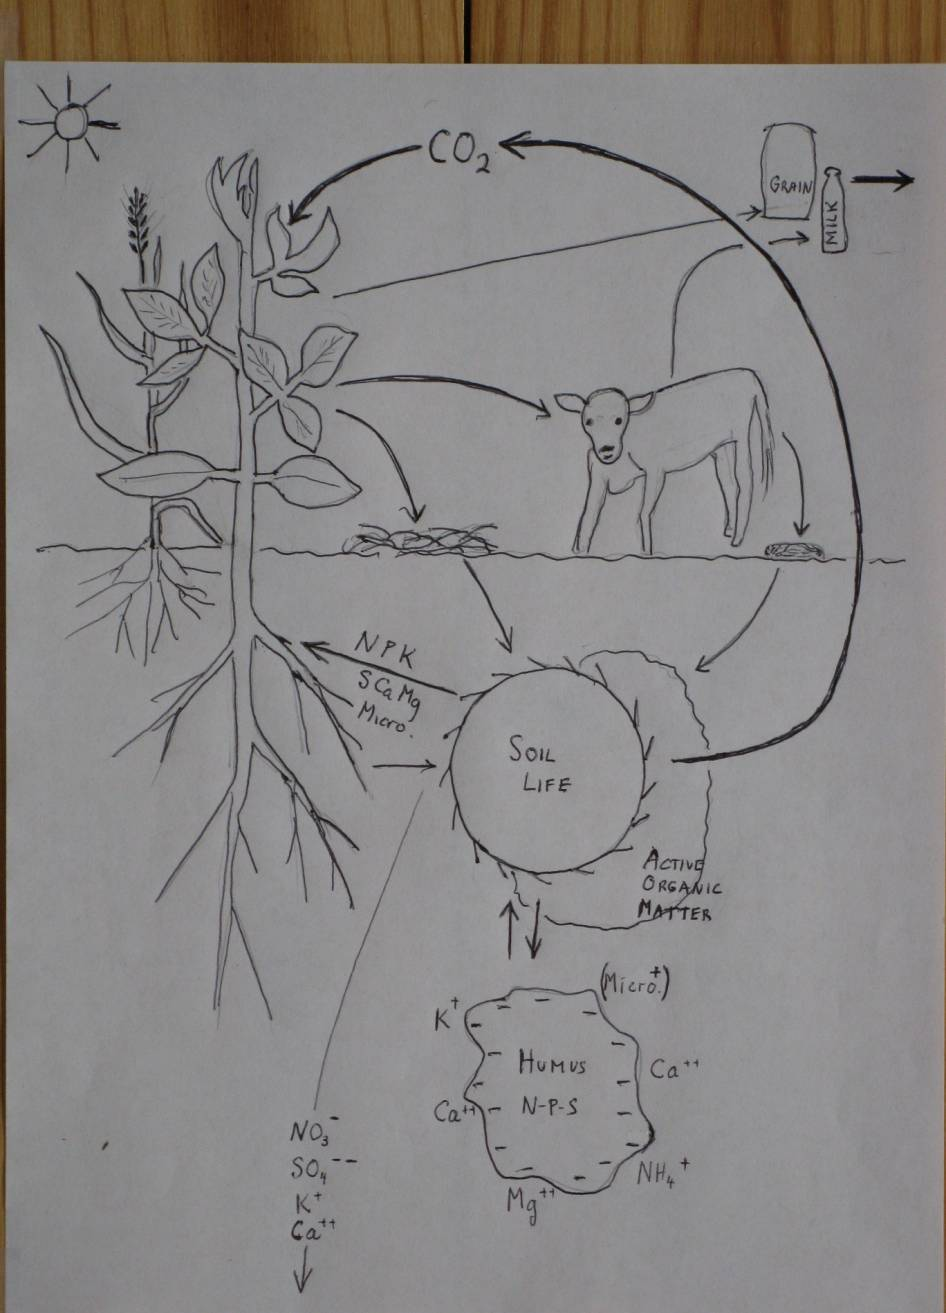 CO2
GRAIN
MILK
NPK
S Ca Mg
Micro.
SOIL
LIFE
ACTIVE
ORGANIC
MATTER
(Micro.+)
K+
HUMUS
Ca++
N-P-S
Ca++
NH4+
Mg++
NO3-
SO4--
K+
Ca++